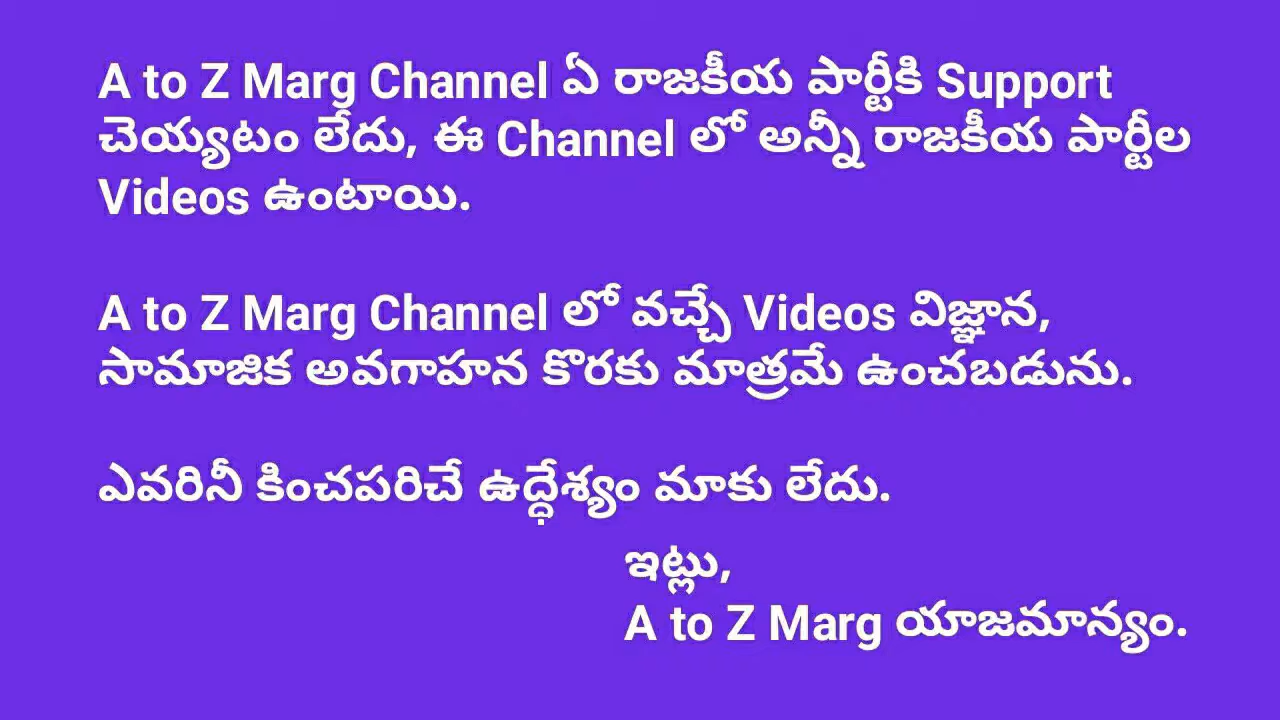 A to Z Marg Channel ఏ రాజకీయ పార్టీకి Support
చెయ్యటం లేదు, ఈ Channel లో అన్నీ రాజకీయ పార్టీల
Videos ఉంటాయి.
A to Z Marg Channel లో వచ్చే Videos విజ్ఞాన,
సామాజిక అవగాహన కొరకు మాత్రమే ఉంచబడును.
ఎవరినీ కించపరిచే ఉద్ధేశ్యం మాకు లేదు.
ఇట్లు,
A to Z Marg యాజమాన్యం.